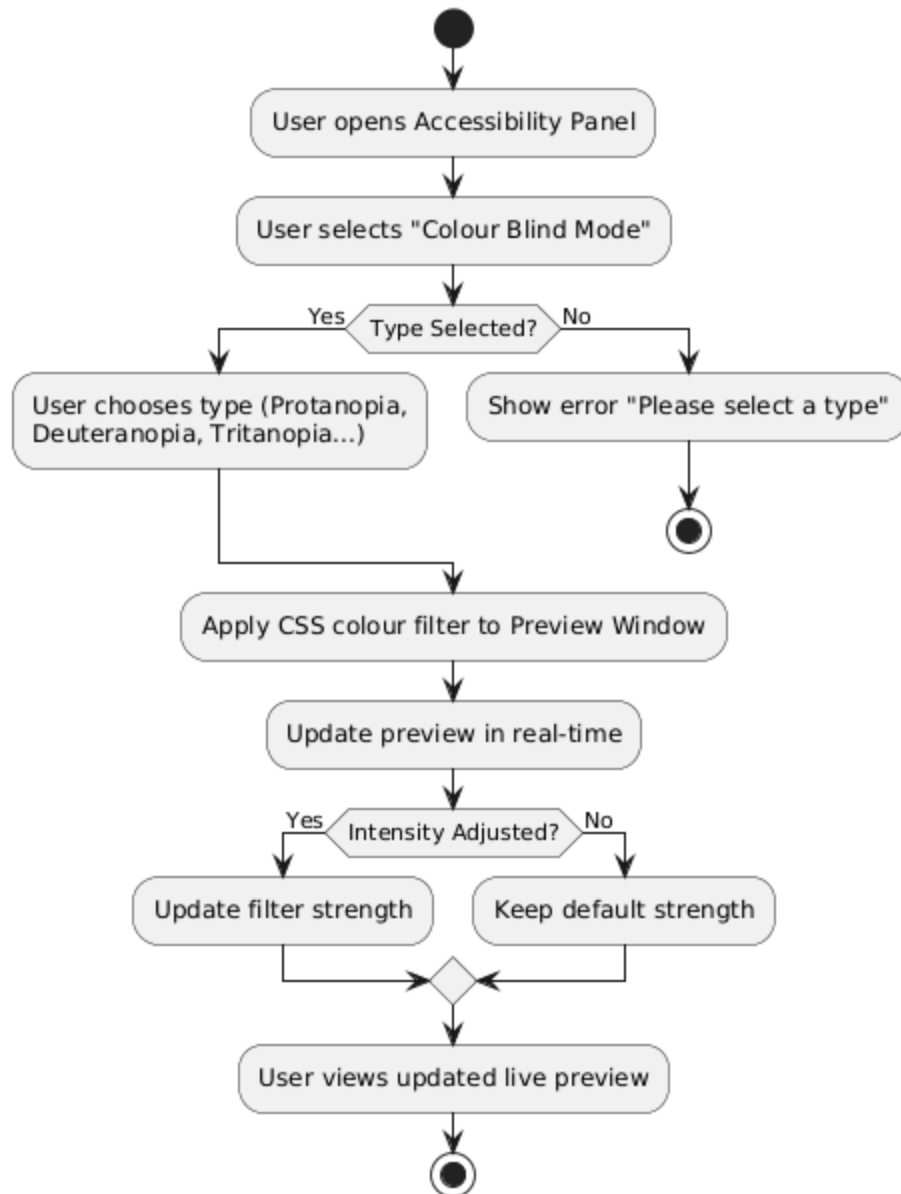 User opens Accessibility Panel
User selects "Colour Blind Mode"
Yes
Type Selected?
No
User chooses type (Protanopia,
Deuteranopia, Tritanopia...)
Show error "Please select a type"
Apply CSS colour filter to Preview Window
Update preview in real-time
Yes
Intensity Adjusted?
No
Update filter strength
Keep default strength
User views updated live preview